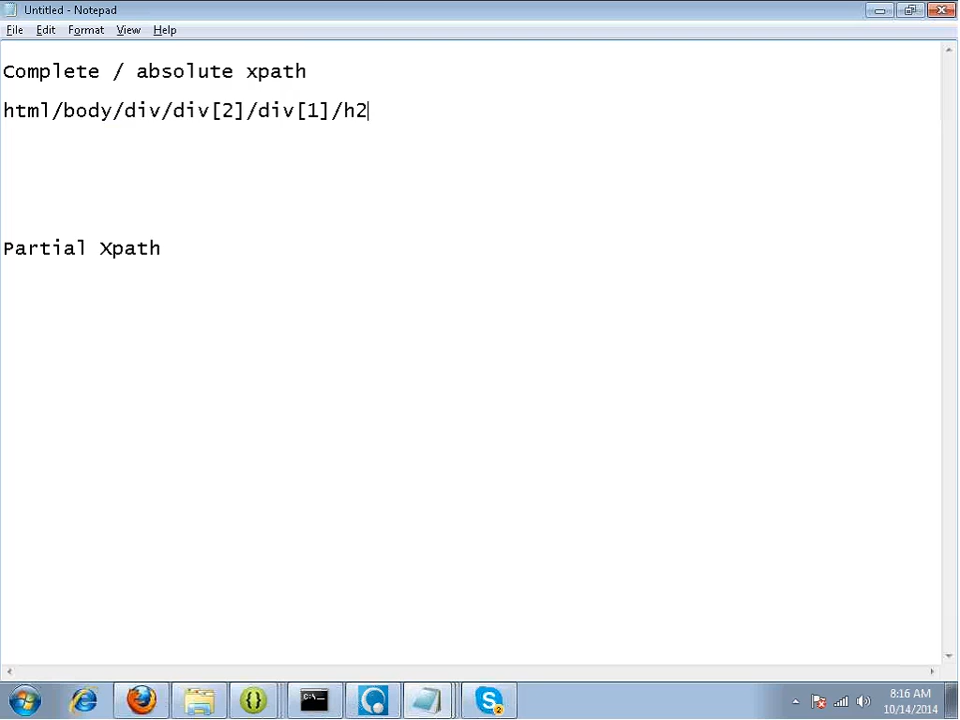 Untitled - Notepad
File Edit Format View Help
Complete / absolute xpath
html/body/div/div[2]/div[1]/h2
Partial Xpath
C:\_
2
8:16 AM
10/14/2014